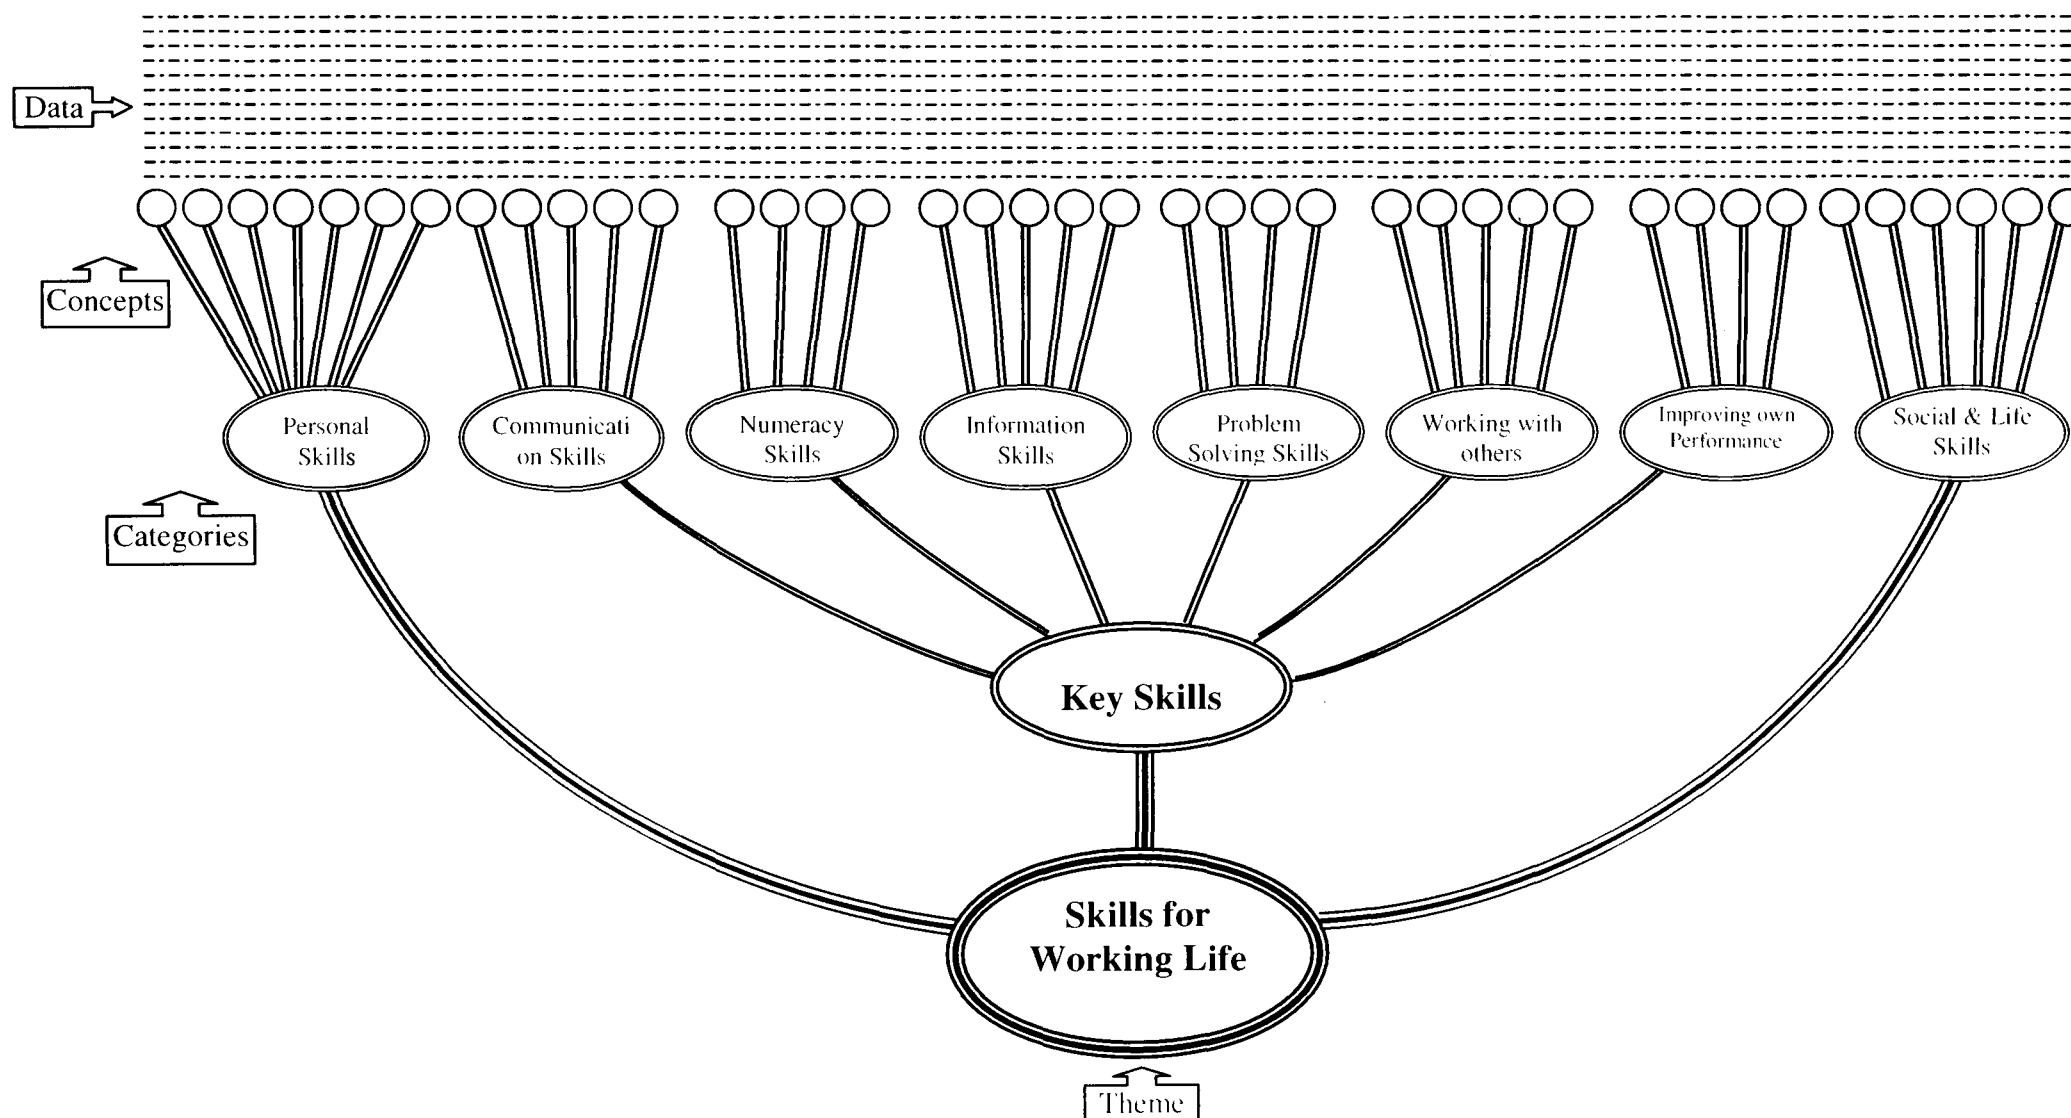 Data
Concepts
Personal
Skills
Communicati
on Skills
Numeracy
Skills
Information
Skills
Problem
Solving Skills
Working with
others
Improving own
Performance
Social & Life
Skills
Categories
Key Skills
Skills for
Working Life
Theme